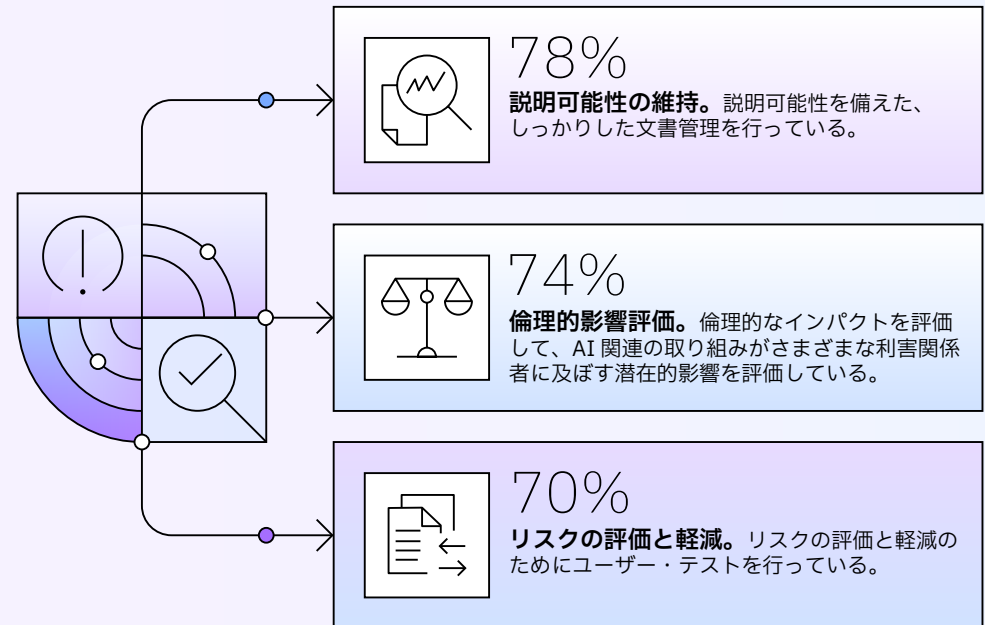 78%
説明可能性の維持。説明可能性を備えた、
しっかりした文書管理を行っている。
74%
倫理的影響評価。倫理的なインパクトを評価
して、AI 関連の取り組みがさまざまな利害関係
者に及ぼす潜在的影響を評価している。
70%
リスクの評価と軽減。リスクの評価と軽減の
ためにユーザー・テストを行っている。